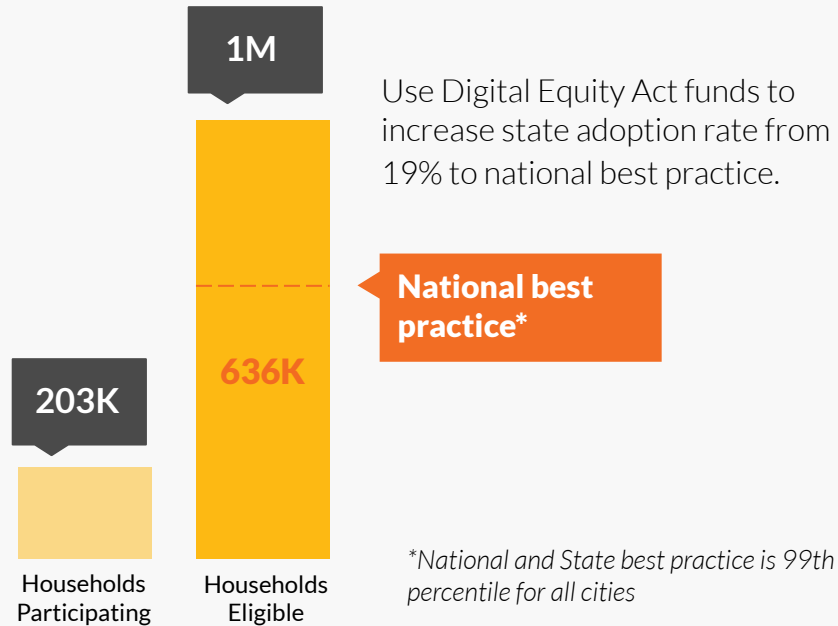 1M
Use Digital Equity Act funds to
increase state adoption rate from
19% to national best practice.
National best
practice*
636K
203K
Households
Participating
Households
Eligible
*National and State best practice is 99th
percentile for all cities